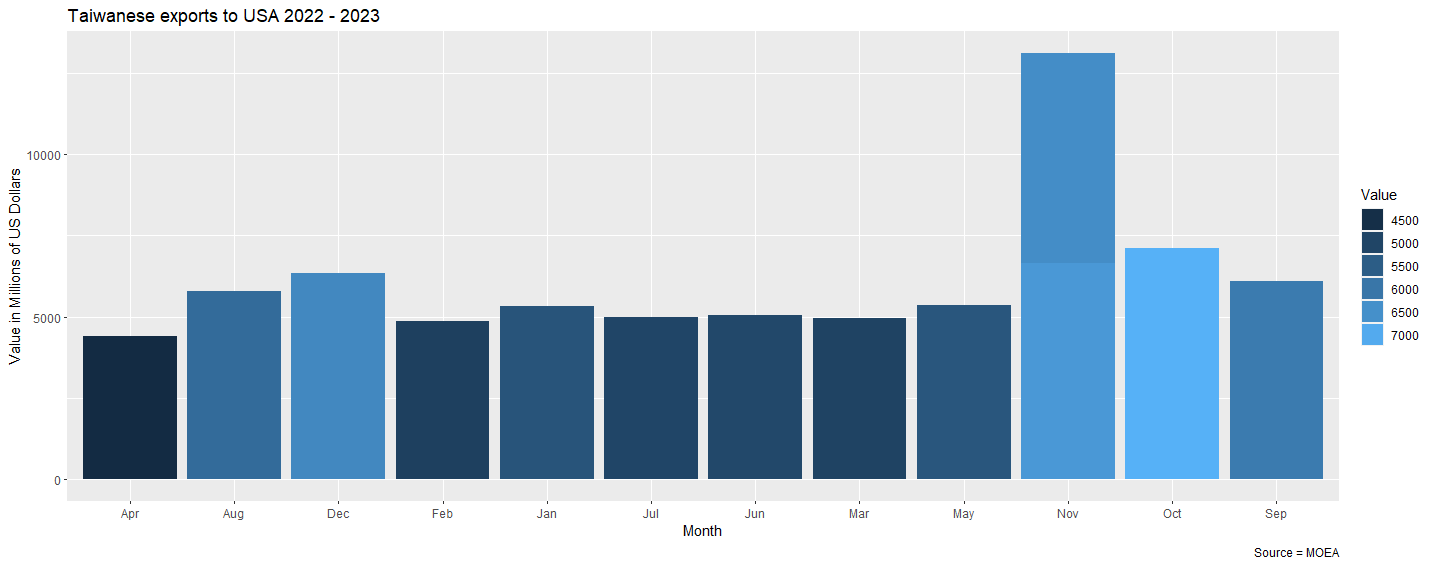 Taiwanese exports to USA 2022 - 2023
Value in Millions of US Dollars
10000
5000
0
Apr
Aug
Dec
Feb
Jan
Jul
Jun
Mar
May
Nov
Oct
Sep
Month
Value
4500
5000
5500
6000
6500
7000
Source = MOEA